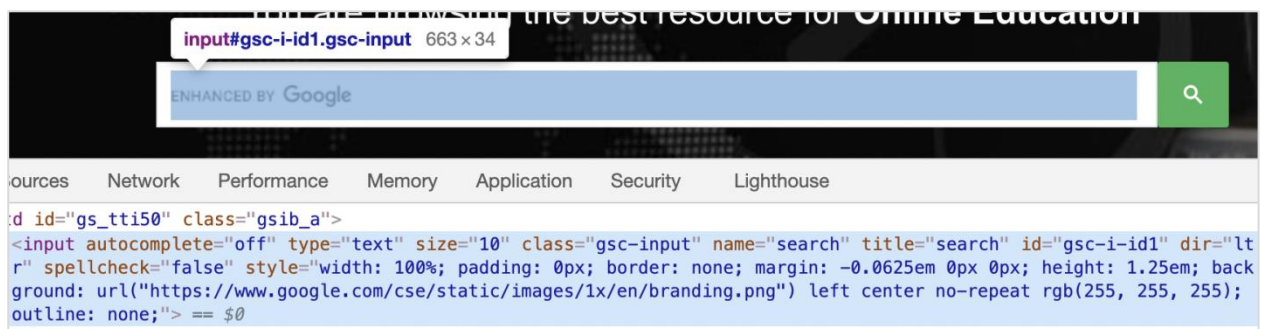 You are browsing the best resource for Online Education
input#gsc-i-id1.gsc-input 663 × 34
ENHANCED BY Google
ources Network Performance Memory Application Security Lighthouse
d id="gs_tti50" class="gsib_a">
<input autocomplete="off" type="text" size="10" class="gsc-input" name="search" title="search" id="gsc-i-id1" dir="lt
r" spellcheck="false" style="width: 100%; padding: 0px; border: none; margin: -0.0625em 0px 0px; height: 1.25em; back
ground: url("https://www.google.com/cse/static/images/1x/en/branding.png") left center no-repeat rgb(255, 255, 255);
outline: none;"> == $0